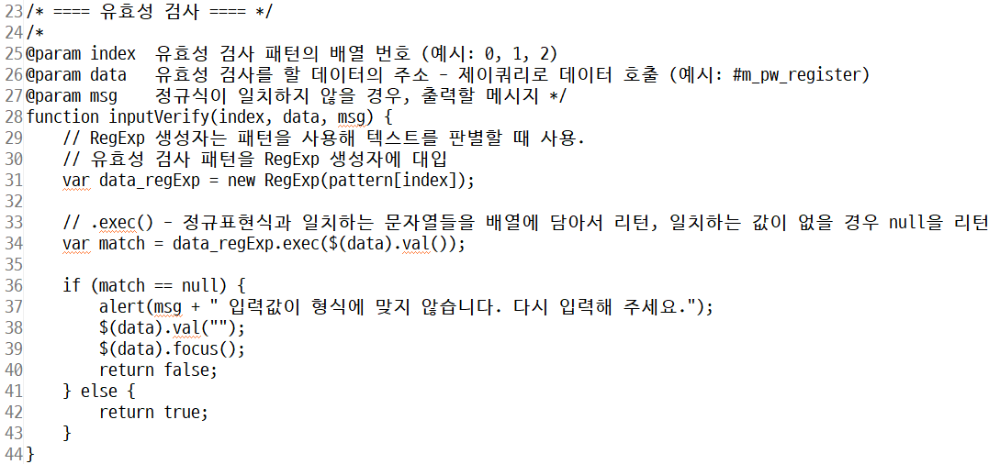 23 /* ==== 유효성 검사 ==== */
24 /*
25 @param index  유효성 검사 패턴의 배열 번호 (예시: 0, 1, 2)
26 @param data   유효성 검사를 할 데이터의 주소 - 제이쿼리로 데이터 호출 (예시: #m_pw_register)
27 @param msg    정규식이 일치하지 않을 경우, 출력할 메시지 */
28 function inputVerify(index, data, msg) {
29     // RegExp 생성자는 패턴을 사용해 텍스트를 판별할 때 사용.
30     // 유효성 검사 패턴을 RegExp 생성자에 대입
31     var data_regExp = new RegExp(pattern[index]);
32
33     // .exec() - 정규표현식과 일치하는 문자열들을 배열에 담아서 리턴, 일치하는 값이 없을 경우 null을 리턴
34     var match = data_regExp.exec($(data).val());
35
36     if (match == null) {
37         alert(msg + " 입력값이 형식에 맞지 않습니다. 다시 입력해 주세요.");
38         $(data).val("");
39         $(data).focus();
40         return false;
41     } else {
42         return true;
43     }
44 }